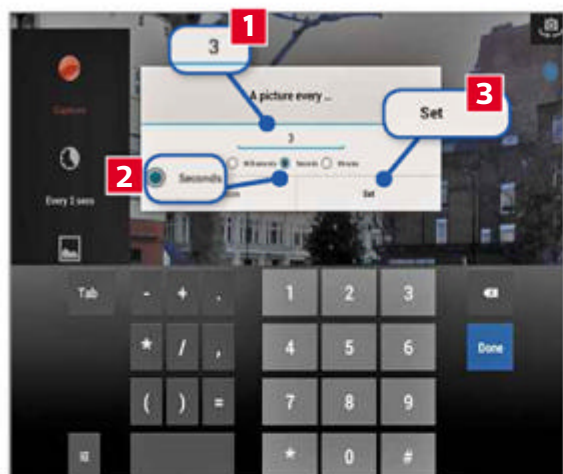 1
3
A picture every ...
3
Set
3
Milliseconds Seconds Minutes
2
Seconds
Set
Capture
Every 3 secs
Tab - + . 1 2 3
* / , 4 5 6 Done
( ) = 7 8 9
* 0 #